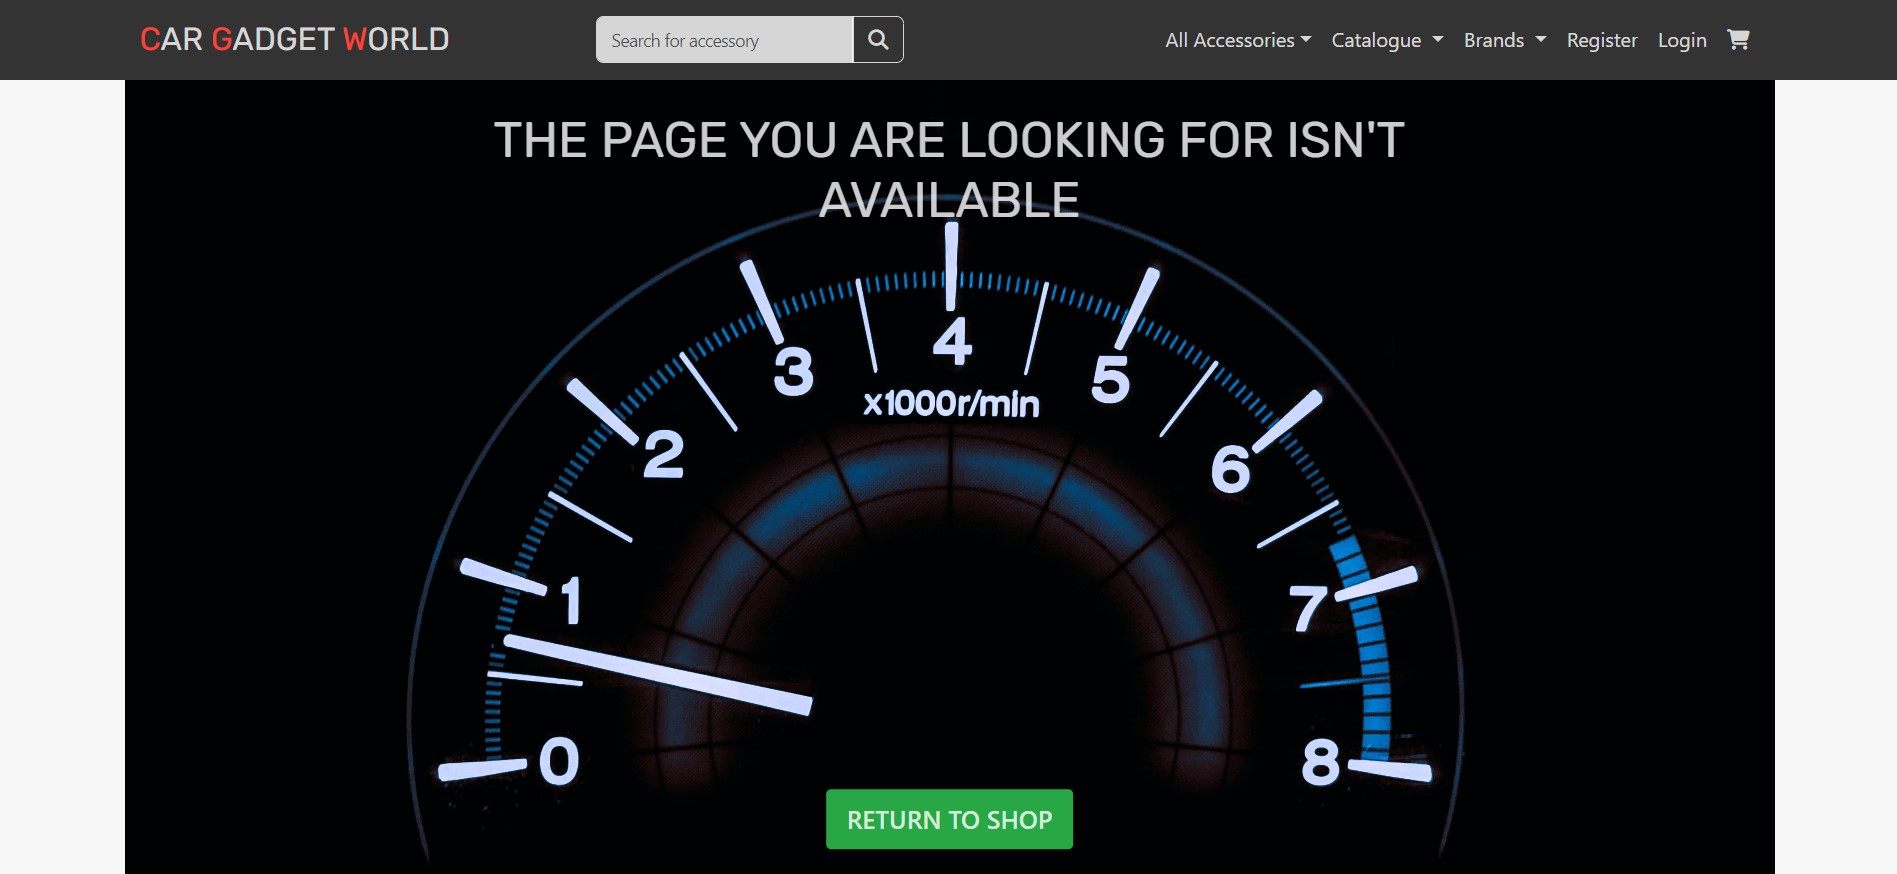 CAR GADGET WORLD
Search for accessory
All Accessories Catalogue Brands Register Login
THE PAGE YOU ARE LOOKING FOR ISN'T
AVAILABLE
4
3
5
x1000r/min
2
6
1
7
0
8
RETURN TO SHOP